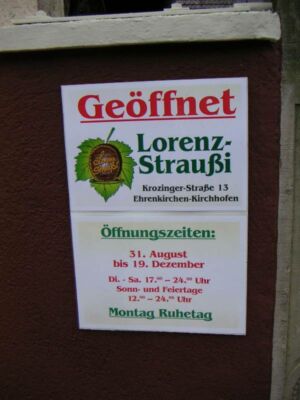 Geöffnet
Lorenz-
Straußi
Krozinger-Straße 13
Ehrenkirchen-Kirchhofen
Öffnungszeiten:
31. August
bis 19. Dezember
Di. - Sa. 17.⁰⁰ – 24.⁰⁰ Uhr
Sonn- und Feiertage
12.⁰⁰ – 24.⁰⁰ Uhr
Montag Ruhetag